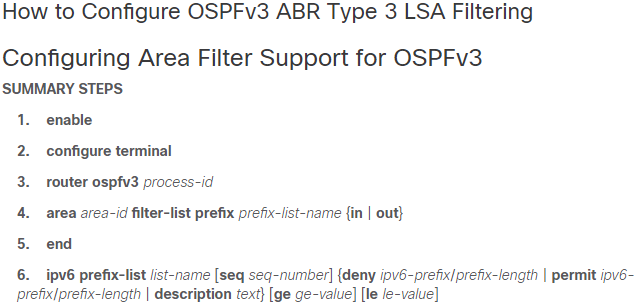 How to Configure OSPFv3 ABR Type 3 LSA Filtering
Configuring Area Filter Support for OSPFv3
SUMMARY STEPS
1. enable
2. configure terminal
3. router ospfv3 process-id
4. area area-id filter-list prefix prefix-list-name {in | out}
5. end
6. ipv6 prefix-list list-name [seq seq-number] {deny ipv6-prefix/prefix-length | permit ipv6-
prefix/prefix-length | description text} [ge ge-value] [le le-value]